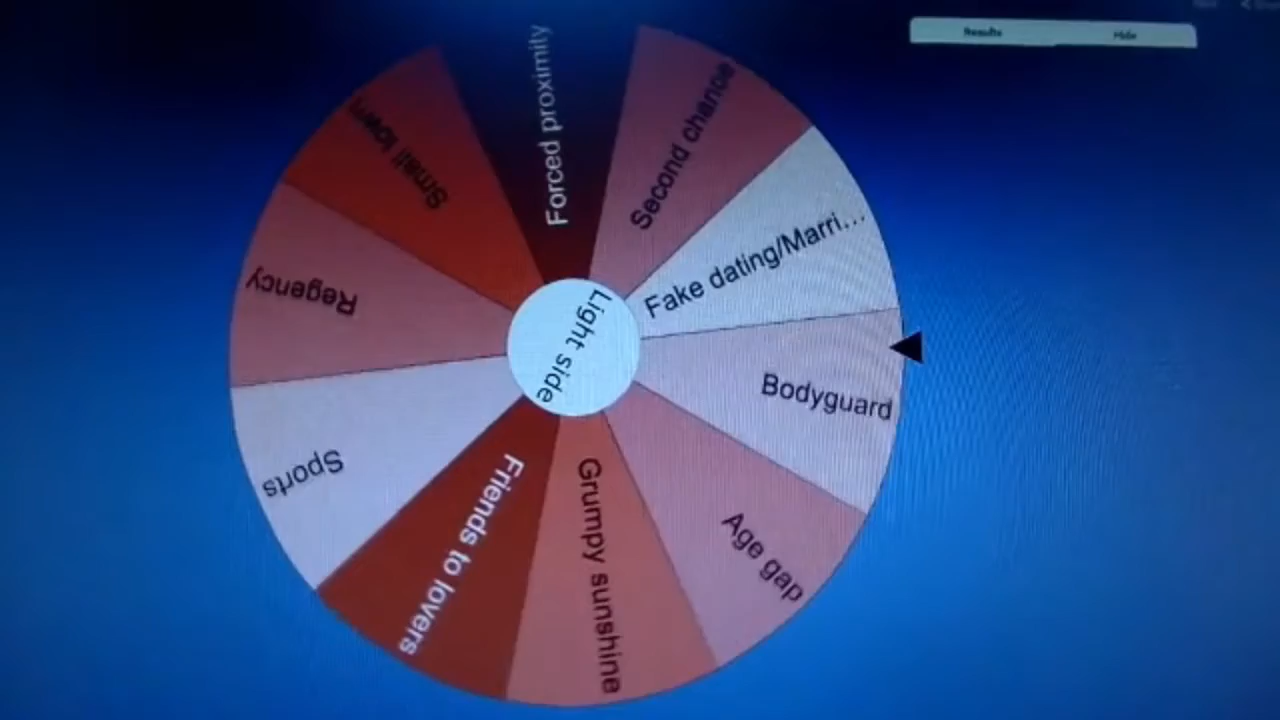 Results
Hide
Forced proximity
Second chance
Fake dating/Marri...
Bodyguard
Age gap
Grumpy sunshine
Friends to lovers
Sports
Regency
Small town
Light side